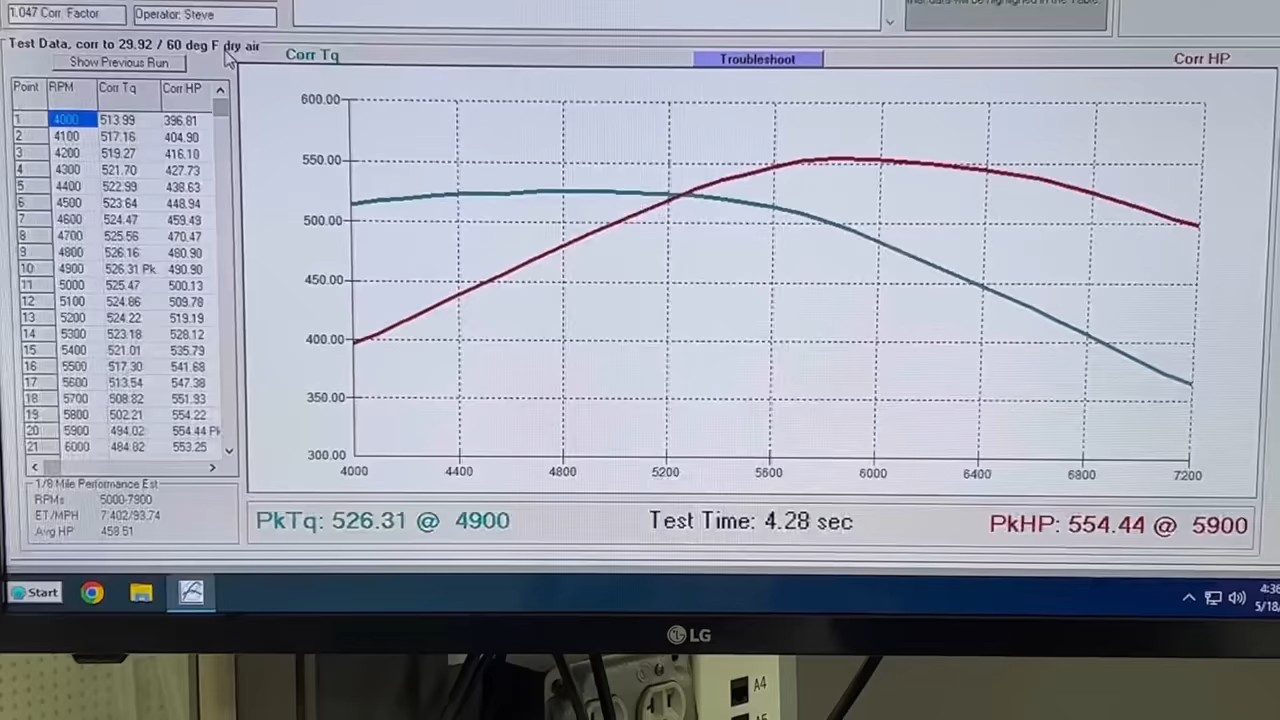 1.047 Corr. Factor
Operator: Steve
Test Data, corr to 29.92 / 60 deg F dry air
Show Previous Run
Corr Tq
Troubleshoot
Corr HP
Point RPM Corr Tq Corr HP
1 4000 513.99 396.81
2 4100 517.16 404.90
3 4200 519.27 416.10
4 4300 521.70 427.73
5 4400 522.99 438.63
6 4500 523.64 448.94
7 4600 524.47 459.49
8 4700 525.56 470.47
9 4800 526.16 480.90
10 4900 526.31 Pk 490.90
11 5000 525.47 500.13
12 5100 524.86 509.78
13 5200 524.22 519.19
14 5300 523.18 528.12
15 5400 521.01 535.79
16 5500 517.30 541.68
17 5600 513.54 547.38
18 5700 508.82 551.93
19 5800 502.21 554.22
20 5900 494.02 554.44
21 6000 484.82 553.25
600.00
550.00
500.00
450.00
400.00
350.00
300.00
4000 4400 4800 5200 5600 6000 6400 6800 7200
1/8 Mile Performance Est
RPMs 5000-7900
ET/MPH 7.402/93.74
Avg HP 458.51
PkTq: 526.31 @ 4900
Test Time: 4.28 sec
PkHP: 554.44 @ 5900
Start
LG
A4